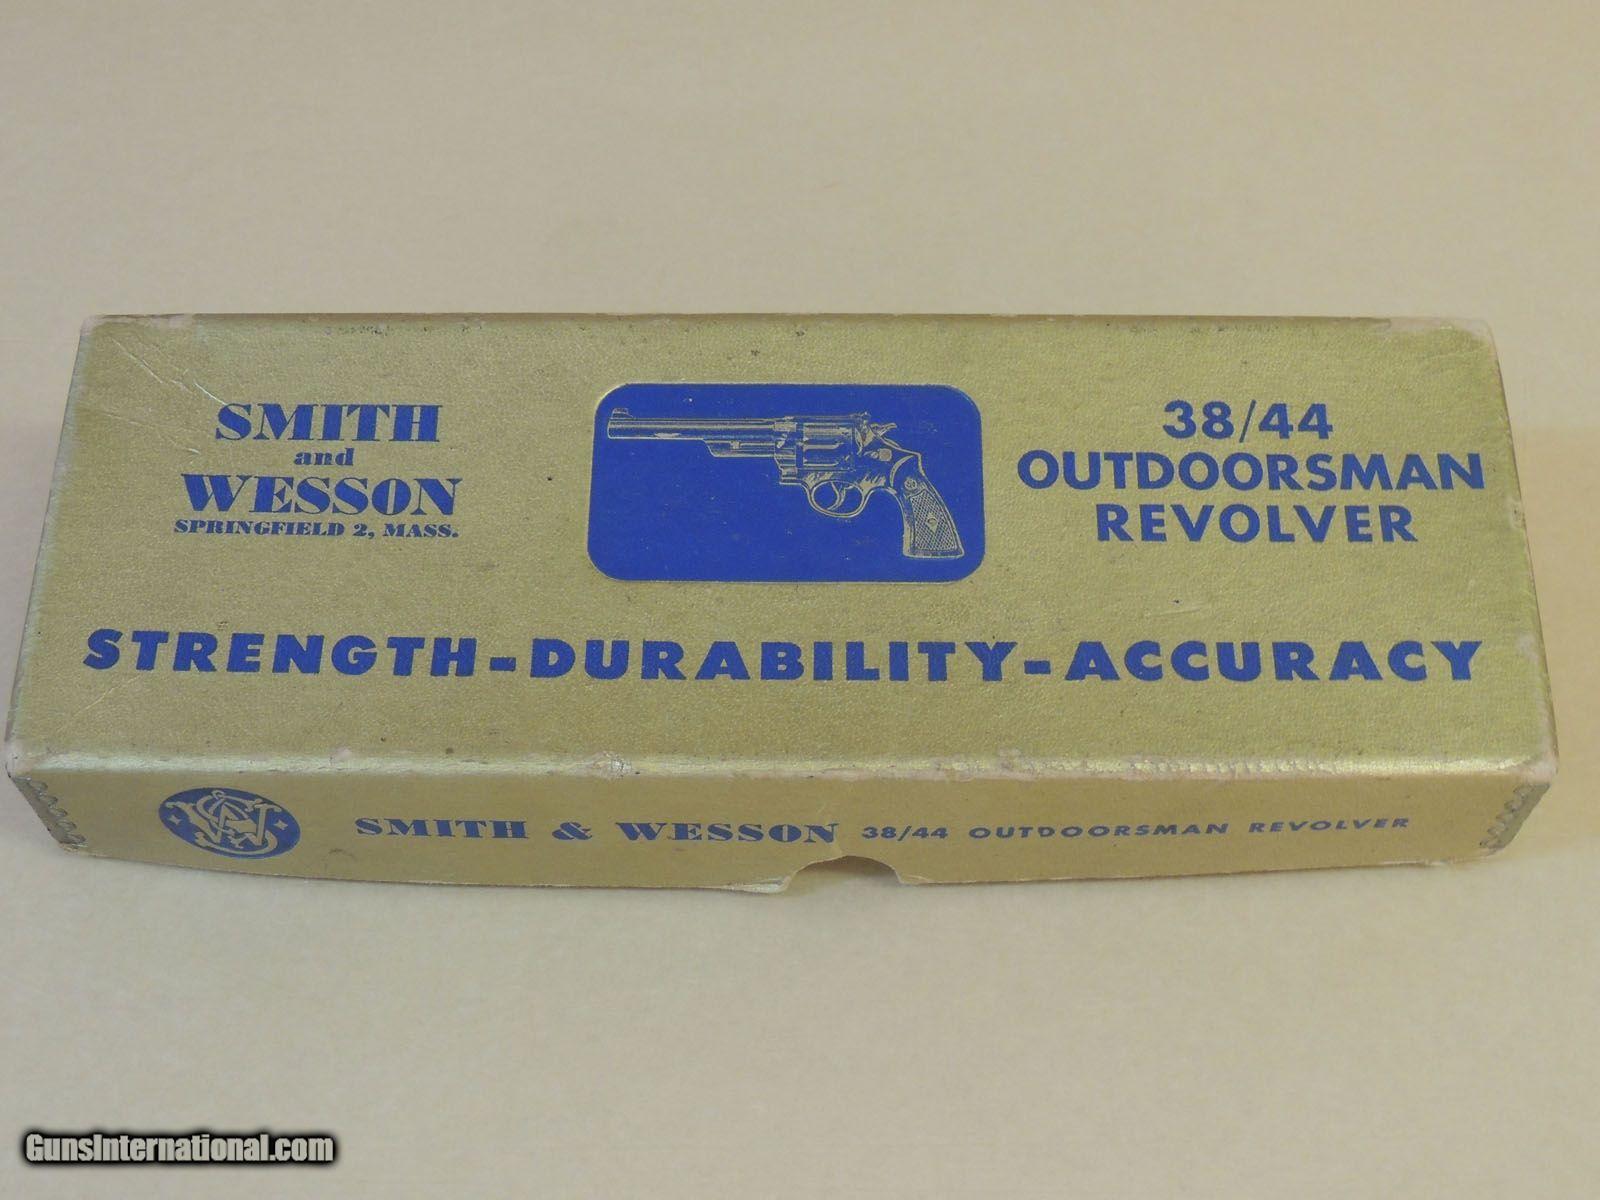 SMITH
and
WESSON
SPRINGFIELD 2, MASS.
38/44
OUTDOORSMAN
REVOLVER
STRENGTH-DURABILITY-ACCURACY
SMITH & WESSON 38/44 OUTDOORSMAN REVOLVER
GunsInternational.com